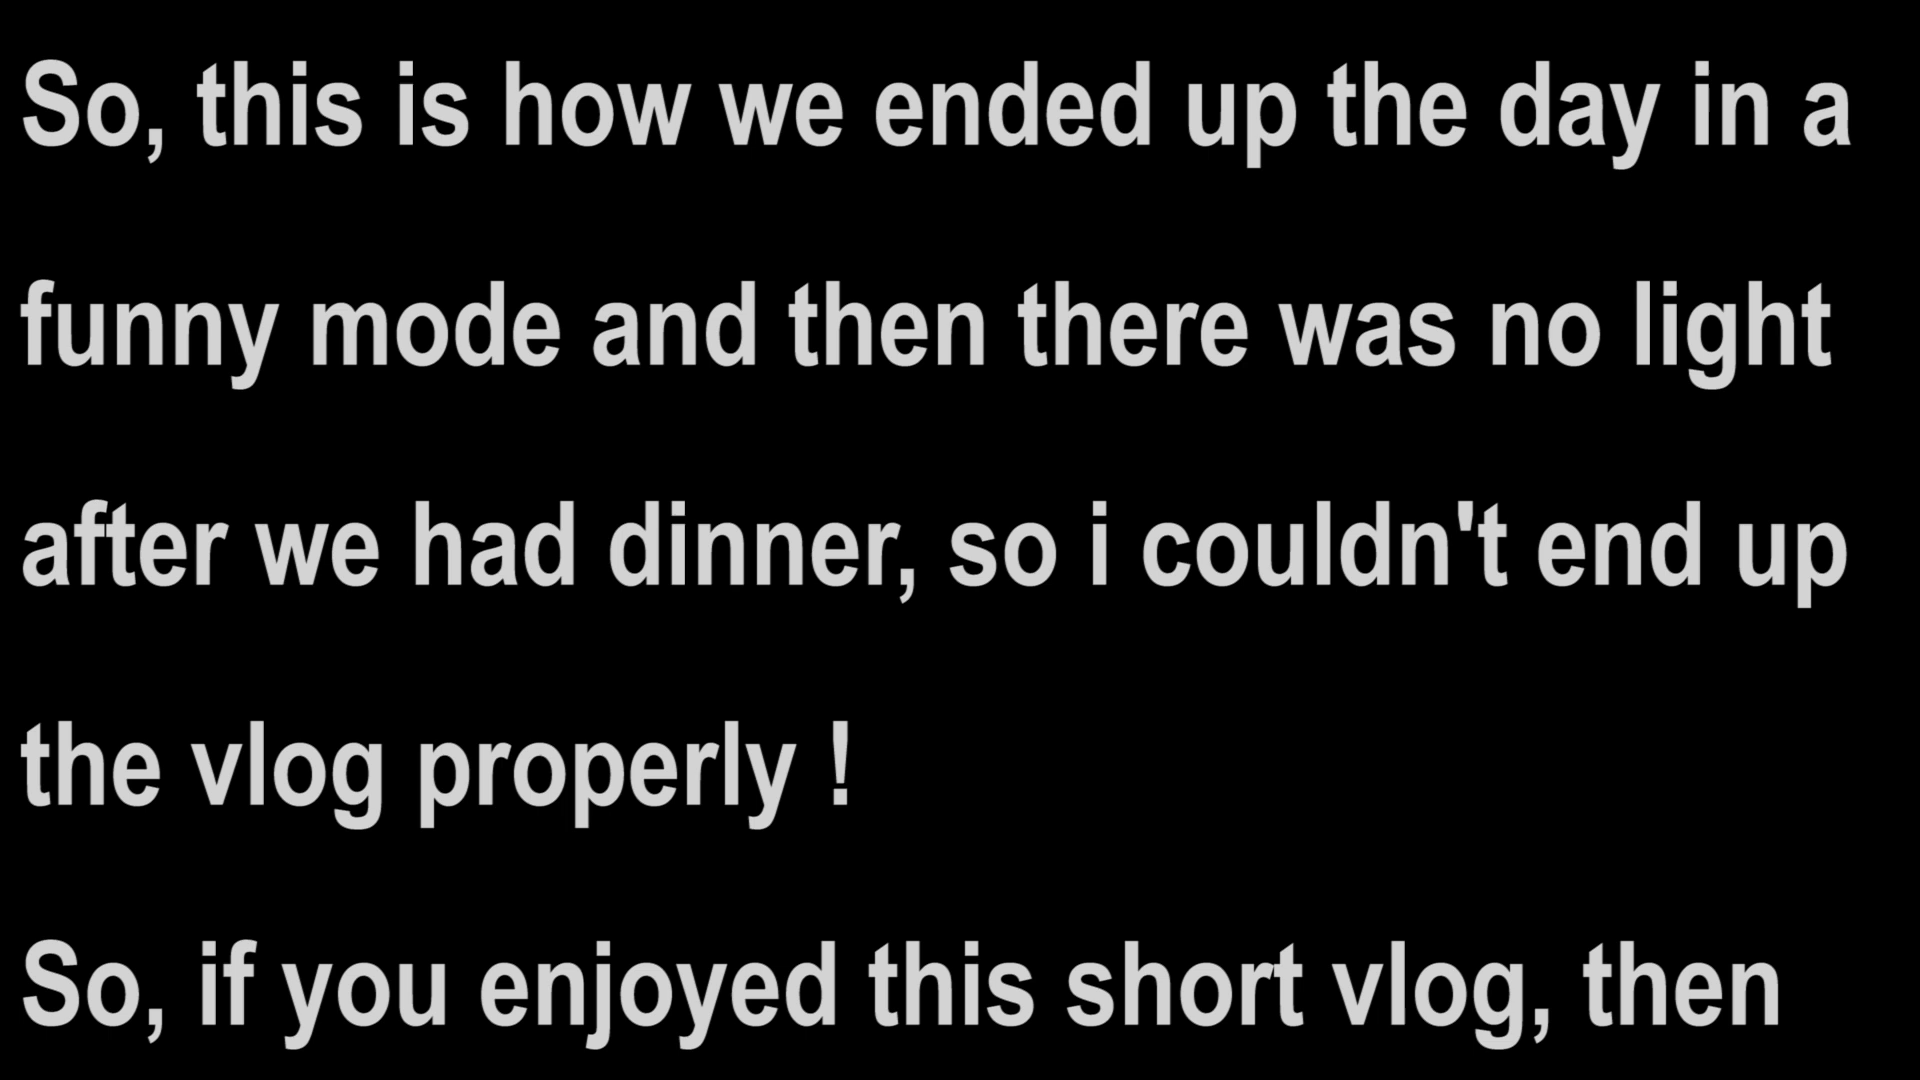 So, this is how we ended up the day in a
funny mode and then there was no light
after we had dinner, so i couldn't end up
the vlog properly !
So, if you enjoyed this short vlog, then